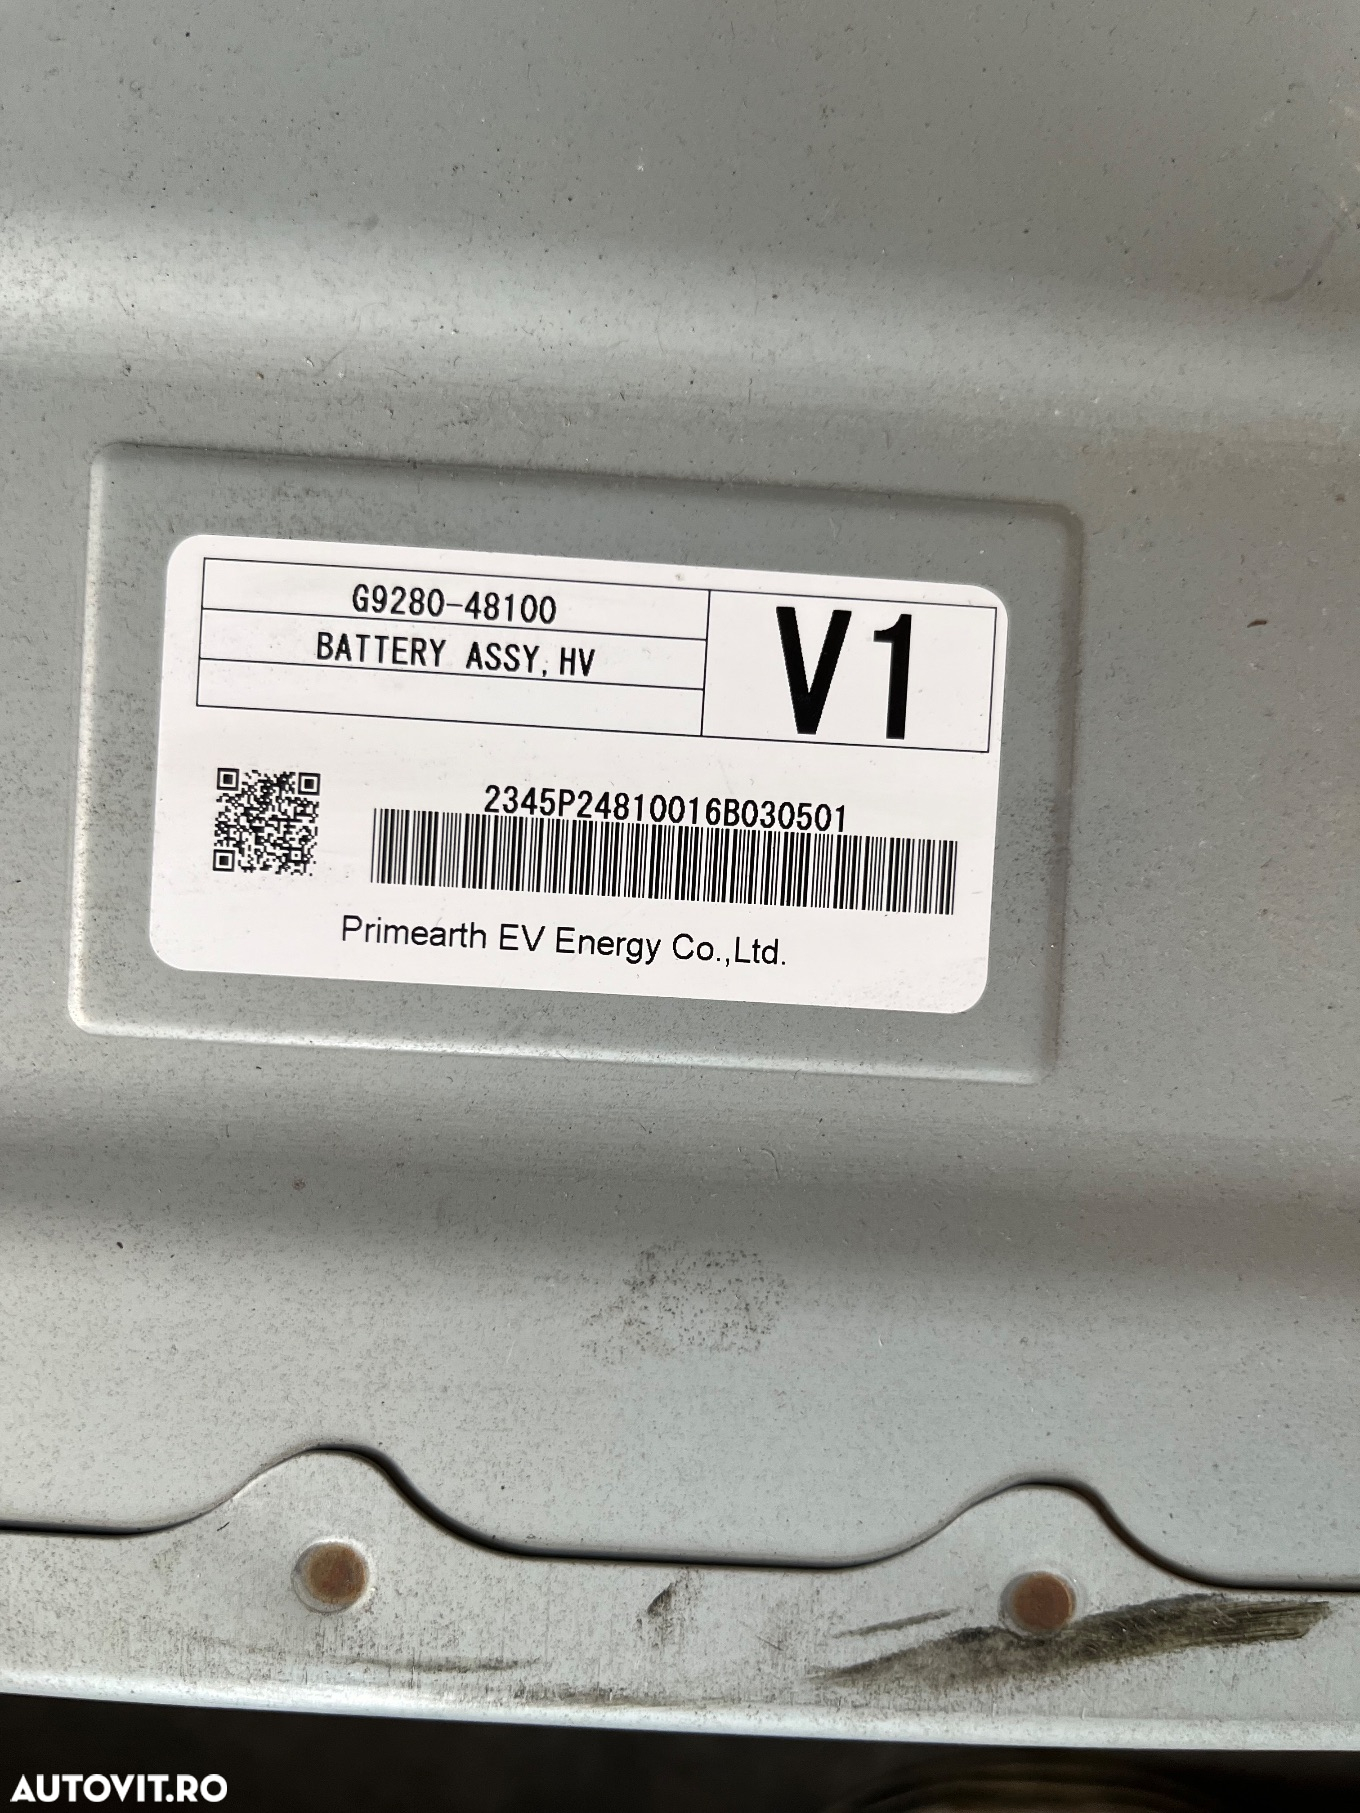 G9280-48100
BATTERY ASSY, HV
V1
2345P24810016B030501
Primearth EV Energy Co.,Ltd.
AUTOVIT.RO